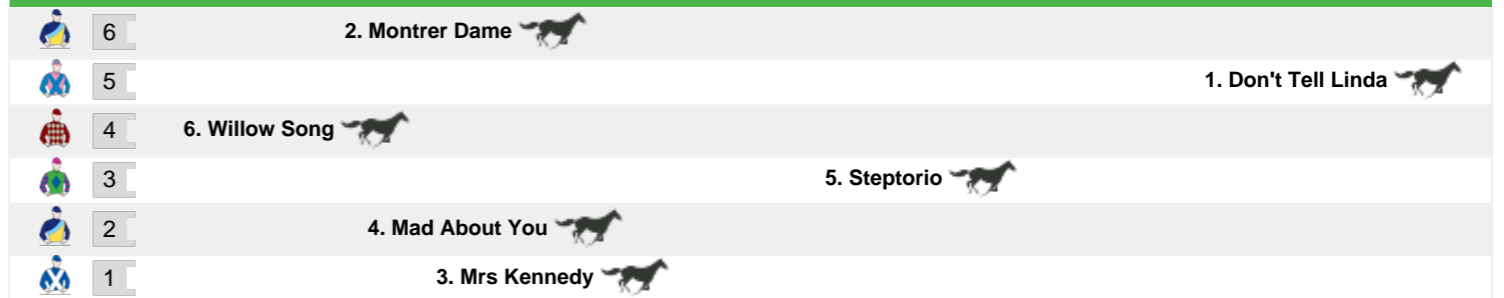 6 2. Montrer Dame
5 1. Don't Tell Linda
4 6. Willow Song
3 5. Steptorio
2 4. Mad About You
1 3. Mrs Kennedy